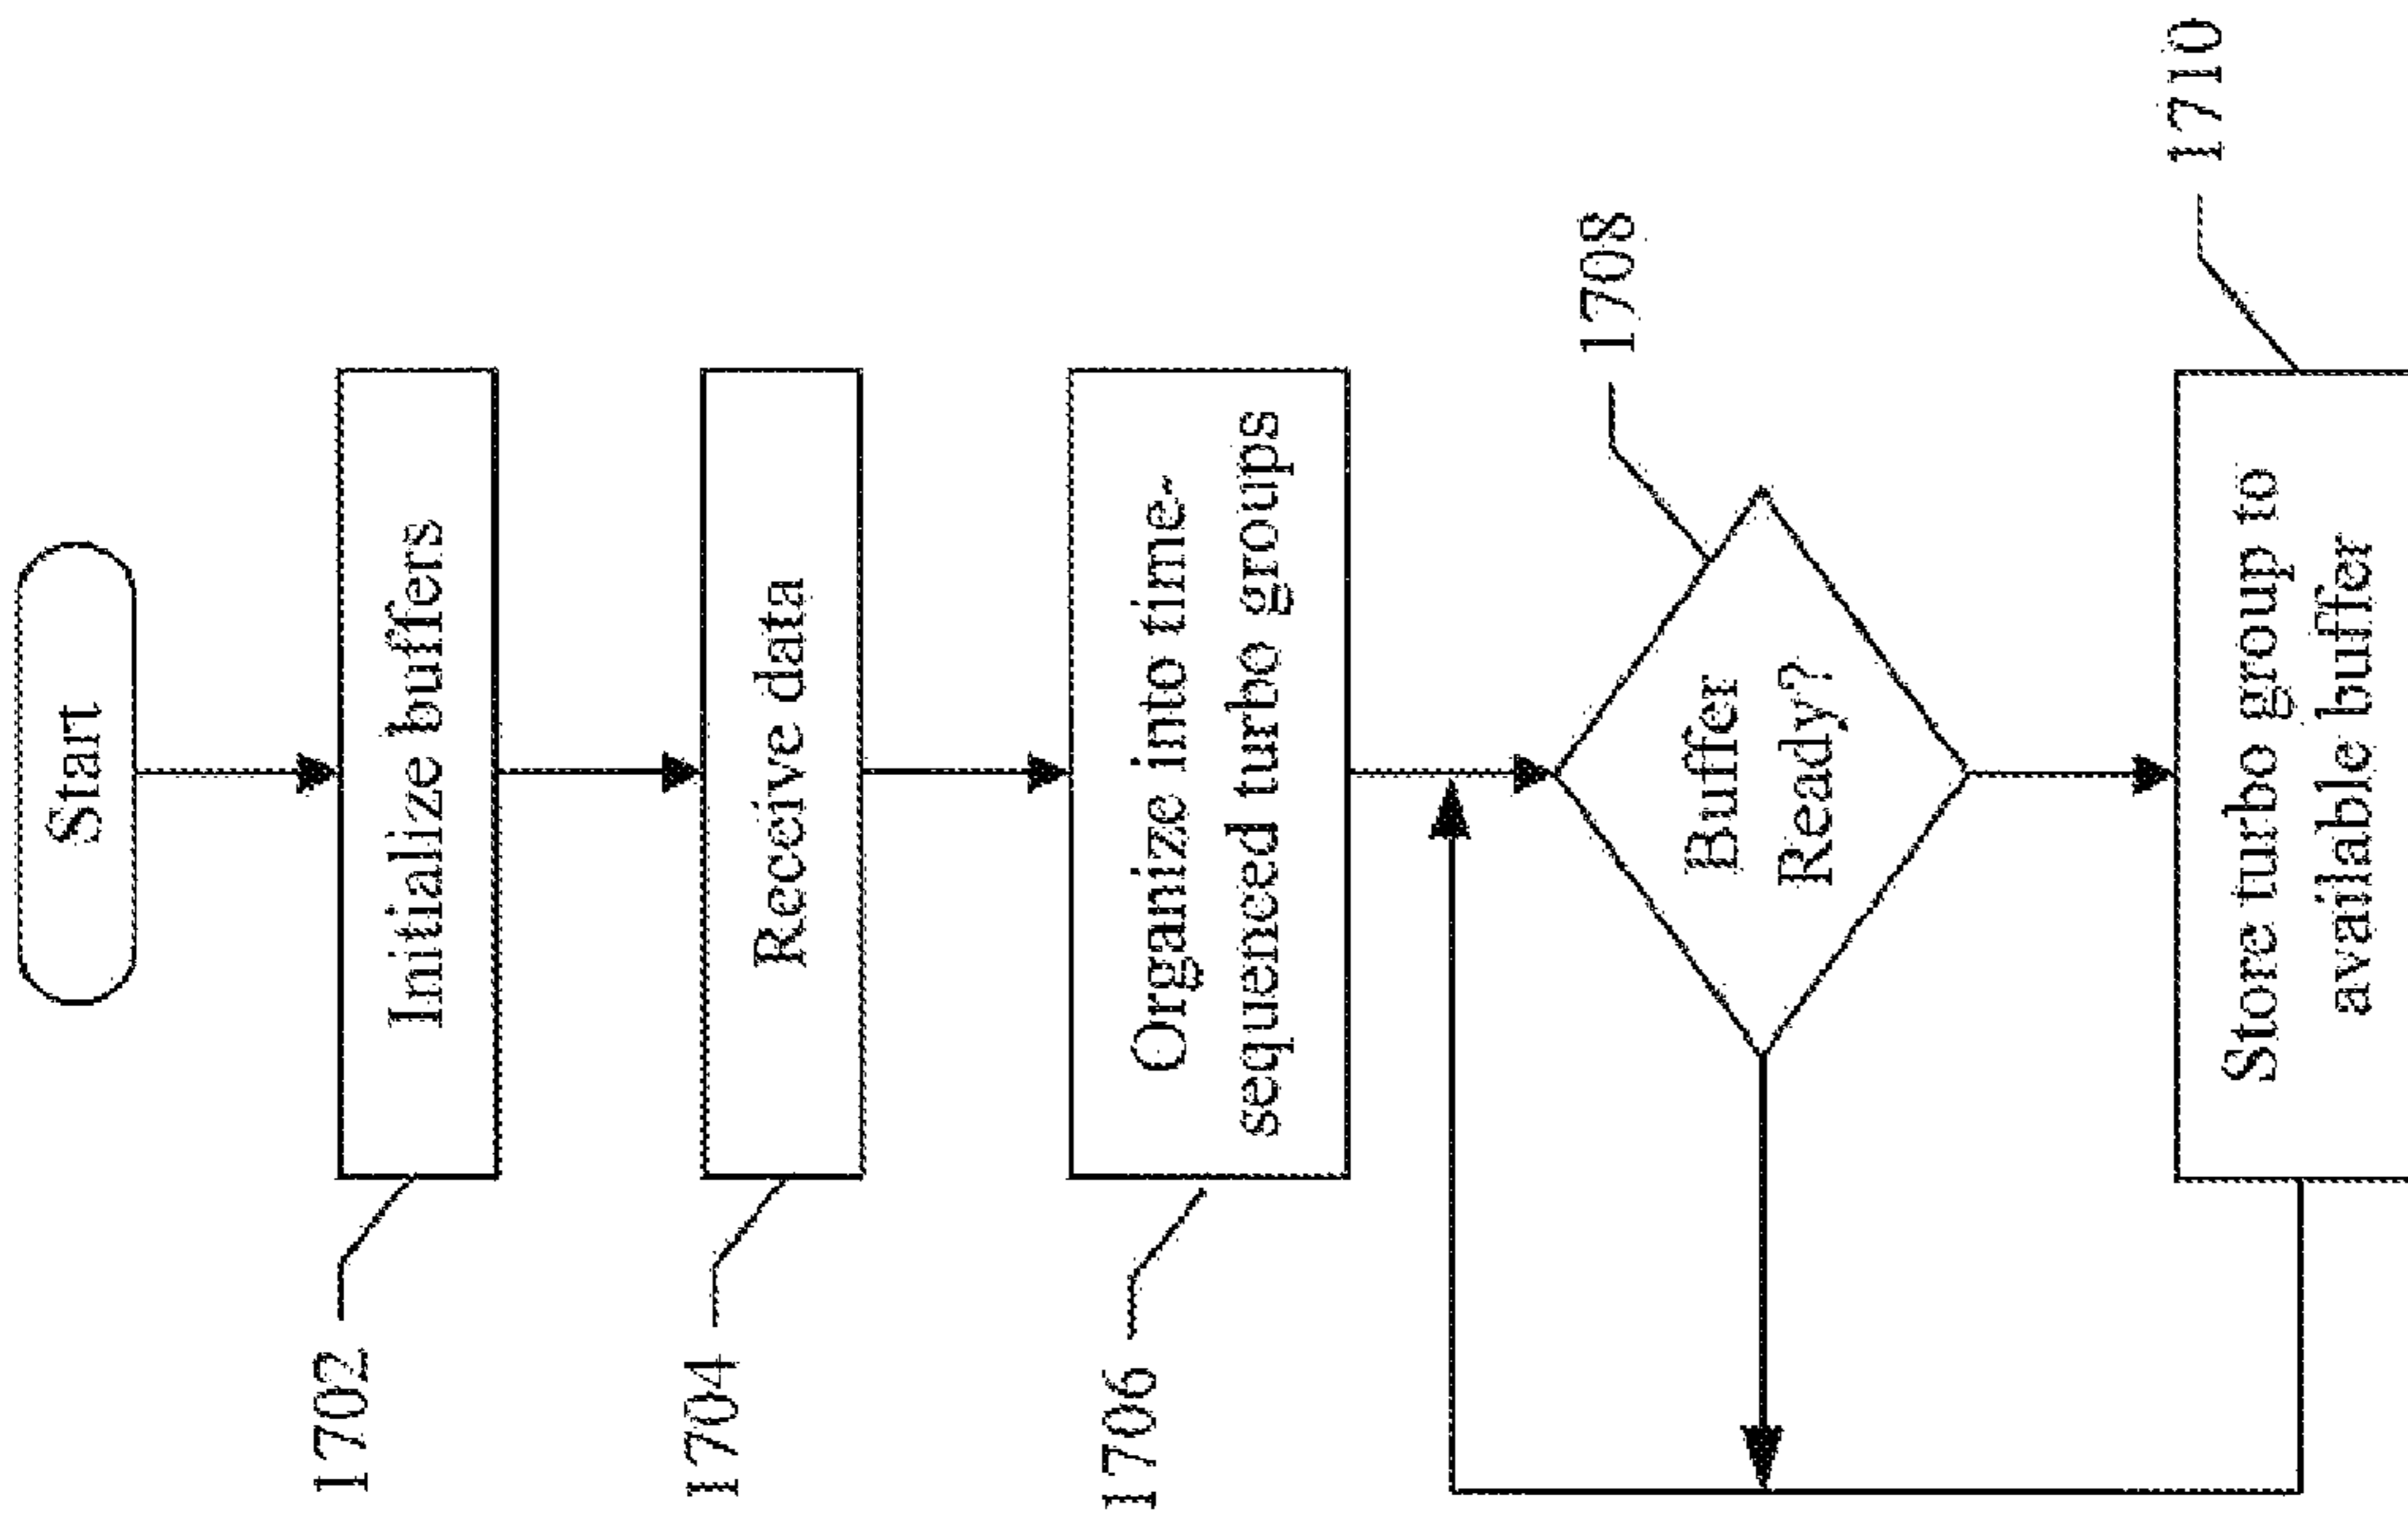 Start
Initialize buffers
1702
Receive data
1704
Organize into time-
sequenced turbo groups
1706
Buffer
Ready?
1708
Store turbo group to
available buffer
1710